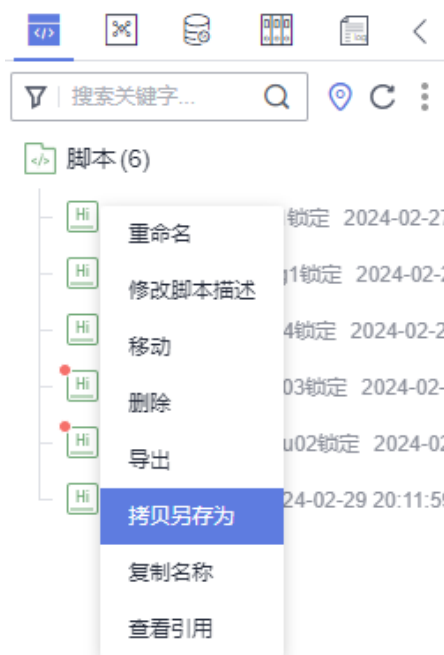 搜索关键字...
脚本 (6)
Hi 锁定 2024-02-27
Hi 1锁定 2024-02-2
Hi 4锁定 2024-02-2
Hi 03锁定 2024-02-
Hi u02锁定 2024-02
Hi 24-02-29 20:11:59
重命名
修改脚本描述
移动
删除
导出
拷贝另存为
复制名称
查看引用